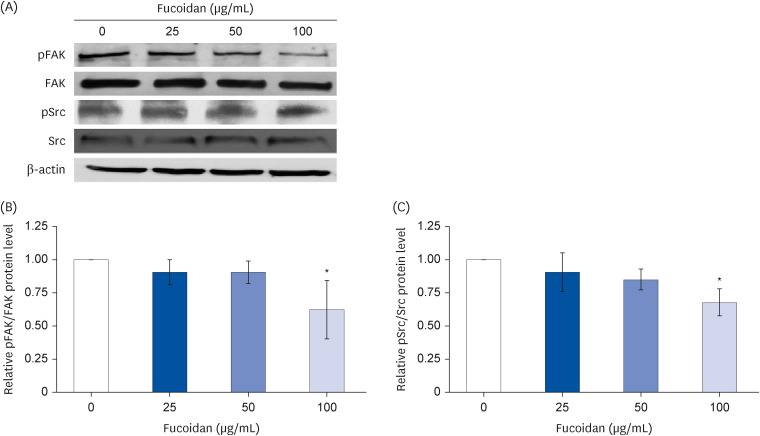 (A)
Fucoidan (µg/mL)
0 25 50 100
pFAK
FAK
pSrc
Src
β-actin
(B)
Relative pFAK/FAK protein level
1.25
1.00
0.75
0.50
0.25
0
*
0 25 50 100
Fucoidan (µg/mL)
(C)
Relative pSrc/Src protein level
1.25
1.00
0.75
0.50
0.25
0
*
0 25 50 100
Fucoidan (µg/mL)